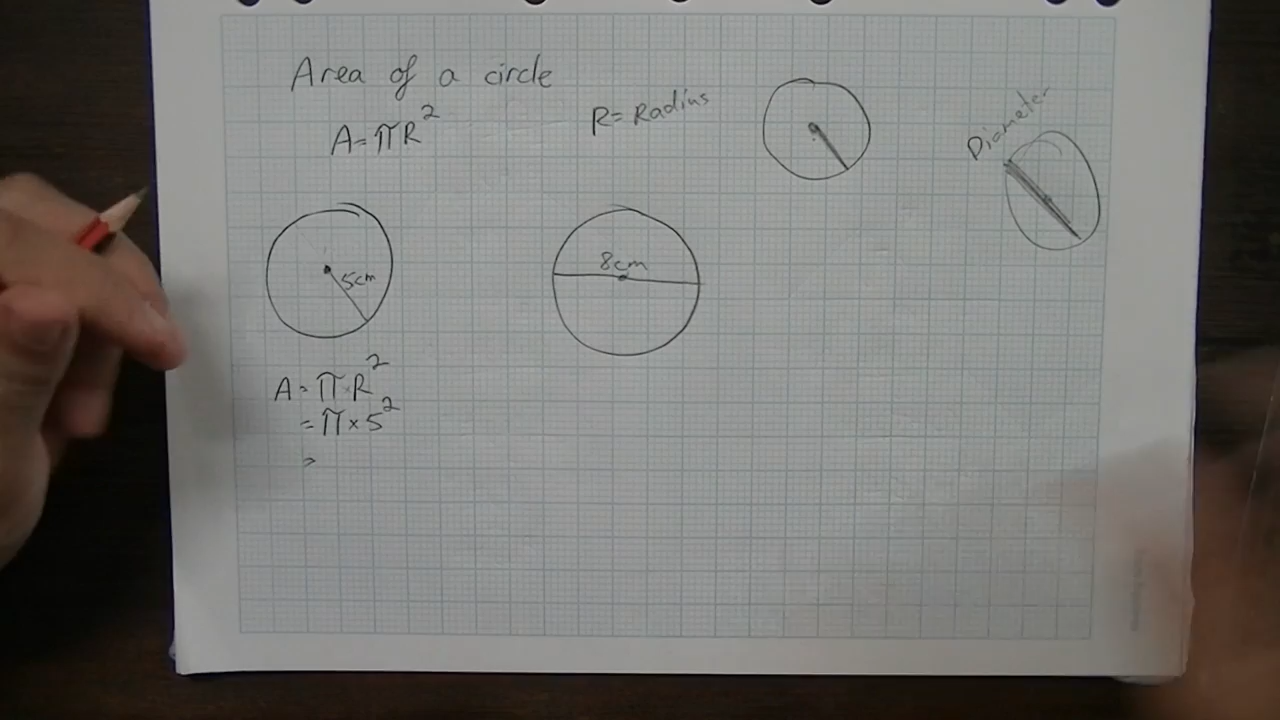 Area of a circle
A=πR²
R=Radius
Diameter
5cm
8cm
A=π×R²
=π×5²
=